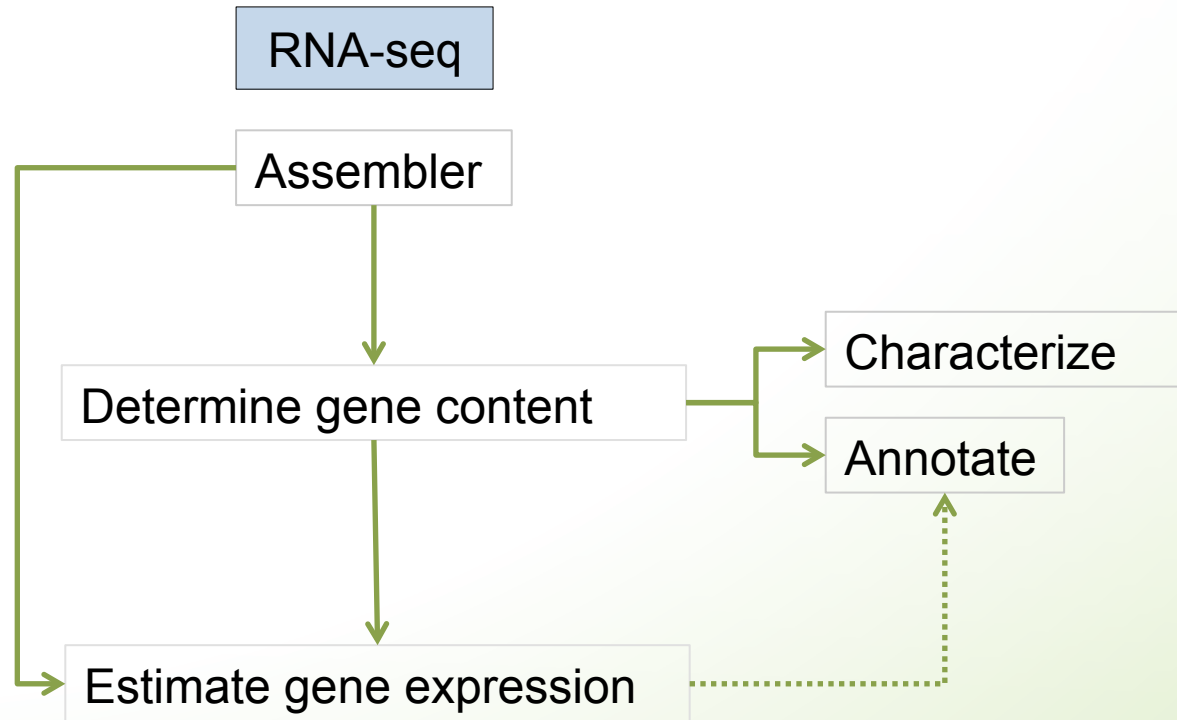 RNA-seq
Assembler
Determine gene content
Characterize
Annotate
Estimate gene expression